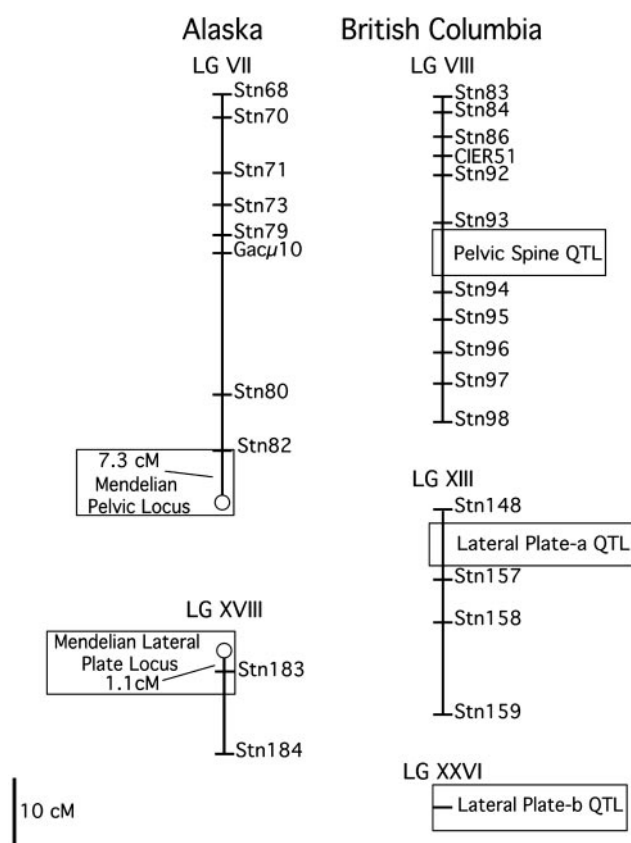 Alaska
LG VII
Stn68
Stn70
Stn71
Stn73
Stn79
Gacµ10
Stn80
Stn82
7.3 cM
Mendelian
Pelvic Locus
LG XVIII
Mendelian Lateral
Plate Locus
1.1cM
Stn183
Stn184
10 cM
British Columbia
LG VIII
Stn83
Stn84
Stn86
CIER51
Stn92
Stn93
Pelvic Spine QTL
Stn94
Stn95
Stn96
Stn97
Stn98
LG XIII
Stn148
Lateral Plate-a QTL
Stn157
Stn158
Stn159
LG XXVI
Lateral Plate-b QTL